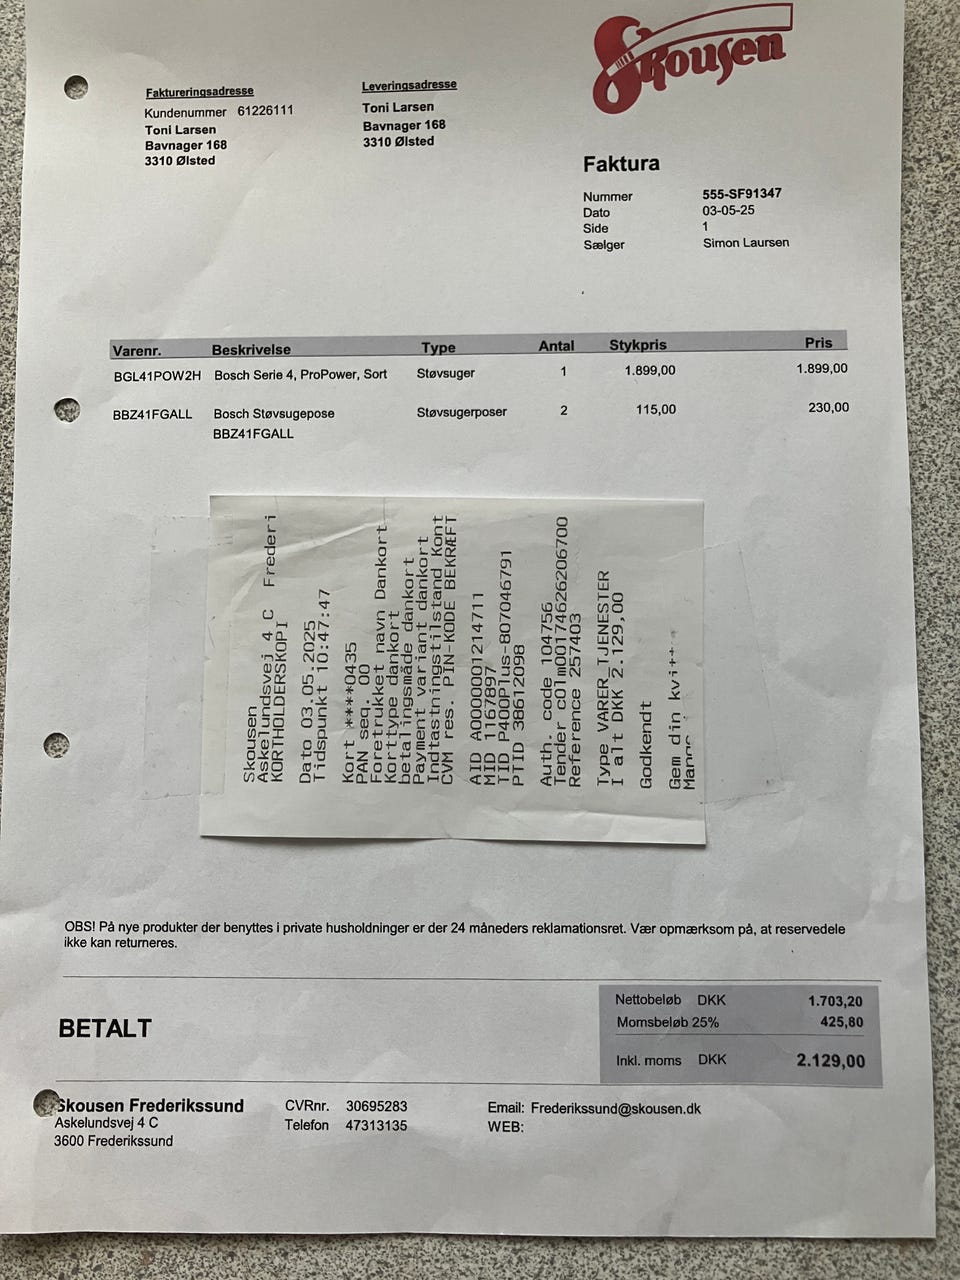 Skousen
Faktureringsadresse
Kundenummer 61226111
Toni Larsen
Bavnager 168
3310 Ølsted
Leveringsadresse
Toni Larsen
Bavnager 168
3310 Ølsted
Faktura
Nummer 555-SF91347
Dato 03-05-25
Side 1
Sælger Simon Laursen
Varenr. Beskrivelse Type Antal Stykpris Pris
BGL41POW2H Bosch Serie 4, ProPower, Sort Støvsuger 1 1.899,00 1.899,00
BBZ41FGALL Bosch Støvsugepose Støvsugerposer 2 115,00 230,00
BBZ41FGALL
Skousen
Askelundsvej 4 C Frederi
KORTHOLDERSKOPI
Dato 03.05.2025
Tidspunkt 10:47:47
Kort ****0435
PAN seq. 00
Foretrukket navn Dankort
Korttype dankort
betalingsmåde dankort
Payment variant dankort
Indtastningstilstand Kont
CVM res. PIN-KODE BEKRÆFT
AID A00000001214711
MID 1167897
TID P400Plus-807046791
PTID 38612098
Auth. code 104756
Tender colm001746262067​00
Reference 257403
Type VARER_TJENESTER
I alt DKK 2.129,00
Godkendt
Gem din kvi
OBS! På nye produkter der benyttes i private husholdninger er der 24 måneders reklamationsret. Vær opmærksom på, at reservedele
ikke kan returneres.
BETALT
Nettobeløb DKK 1.703,20
Momsbeløb 25% 425,80
Inkl. moms DKK 2.129,00
Skousen Frederikssund
Askelundsvej 4 C
3600 Frederikssund
CVRnr. 30695283
Telefon 47313135
Email: Frederikssund@skousen.dk
WEB: